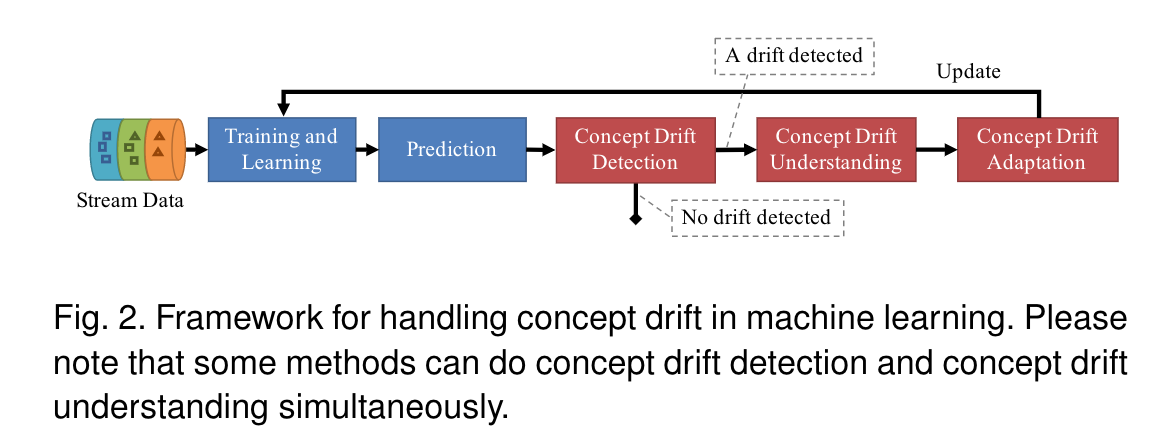 A drift detected
Update
Training and
Learning
Prediction
Concept Drift
Detection
Concept Drift
Understanding
Concept Drift
Adaptation
Stream Data
No drift detected
Fig. 2. Framework for handling concept drift in machine learning. Please
note that some methods can do concept drift detection and concept drift
understanding simultaneously.